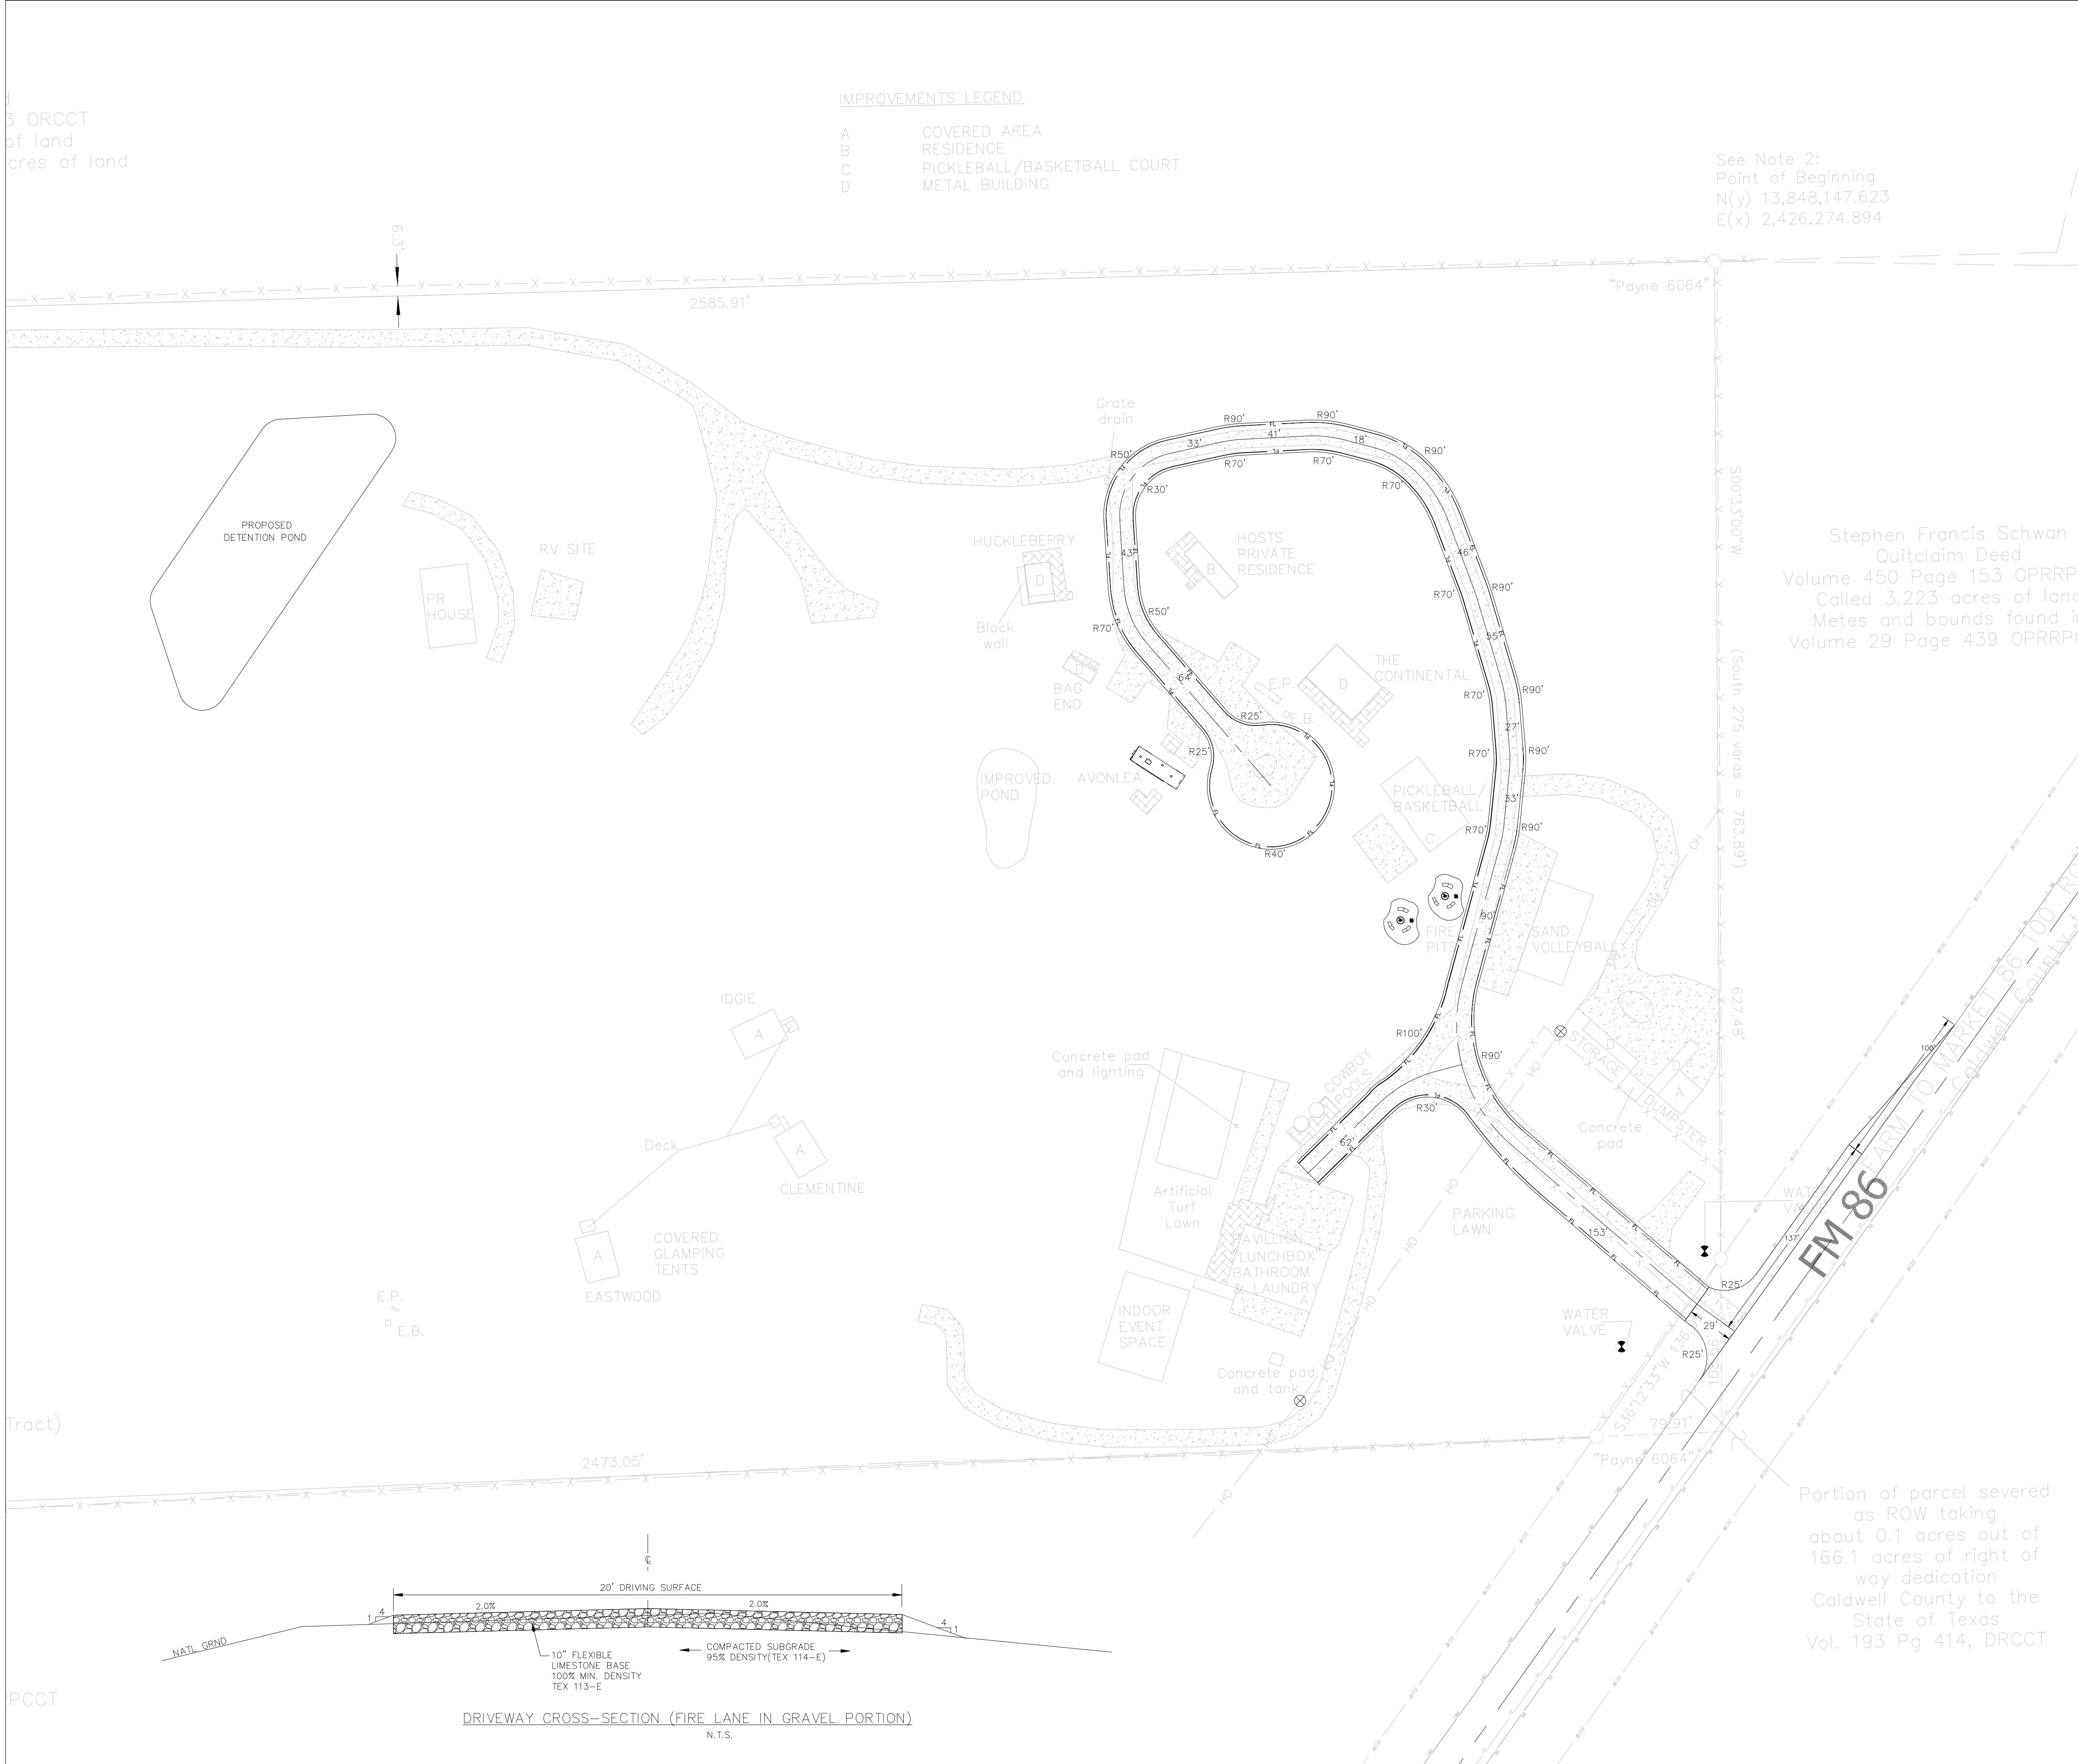 3 ORCCT
of land
cres of land
IMPROVEMENTS LEGEND
A COVERED AREA
B RESIDENCE
C PICKLEBALL/BASKETBALL COURT
D METAL BUILDING
See Note 2:
Point of Beginning
N(y) 13,848,147.623
E(x) 2,426,274.894
6.3'
2585.91'
"Payne 6064"
Grate
drain
R90'
R90'
33'
41'
18'
R90'
R50'
R70'
R70'
R70'
R30'
S00°33'00"W (South 275 varas = 763.89') 627.48'
Stephen Francis Schwan
Quitclaim Deed
Volume 450 Page 153 OPRRP
Called 3.223 acres of land
Metes and bounds found i
Volume 29 Page 439 OPRRP
PROPOSED
DETENTION POND
RV SITE
PR
HOUSE
HUCKLEBERRY
D
Block
wall
43'
HOSTS
PRIVATE
RESIDENCE
B
46'
R90'
R70'
R50'
R70'
55'
D
BAG
END
64'
E.P.
E.B.
THE
CONTINENTAL
D
R70'
R90'
R25'
R25'
27'
R70'
R90'
IMPROVED
POND
AVONLEA
PICKLEBALL
BASKETBALL
C
33'
R70'
R90'
R40'
90'
FIRE
PITS
SAND
VOLLEYBALL
OH
OH
IDGIE
A
R100'
R90'
Concrete pad
and lighting
COWBOY
POOLS
STORAGE
DUMPSTER
D
D
A
Concrete
pad
100'
FARM TO MARKET 86 100' RO
Caldwell County
R30'
62'
Deck
A
CLEMENTINE
Artificial
Turf
Lawn
PARKING
LAWN
WATER
VALVE
137'
FM 86
153'
COVERED
GLAMPING
TENTS
A
EASTWOOD
PAVILLION
"LUNCHBOX"
BATHROOM
& LAUNDRY
A
R25'
E.P.
E.B.
INDOOR
EVENT
SPACE
WATER
VALVE
29'
R25'
S36°12'33"W 136.
108.56'
Concrete pad
and tank
79.91'
"Payne 6064"
Tract)
2473.05'
OH
Portion of parcel severed
as ROW taking
about 0.1 acres out of
166.1 acres of right of
way dedication
Caldwell County to the
State of Texas
Vol. 193 Pg 414, DRCCT
℄
20' DRIVING SURFACE
2.0%
2.0%
4
1
4
1
NATL GRND
10" FLEXIBLE
LIMESTONE BASE
100% MIN. DENSITY
TEX 113-E
COMPACTED SUBGRADE
95% DENSITY(TEX 114-E)
PCCT
DRIVEWAY CROSS-SECTION (FIRE LANE IN GRAVEL PORTION)
N.T.S.